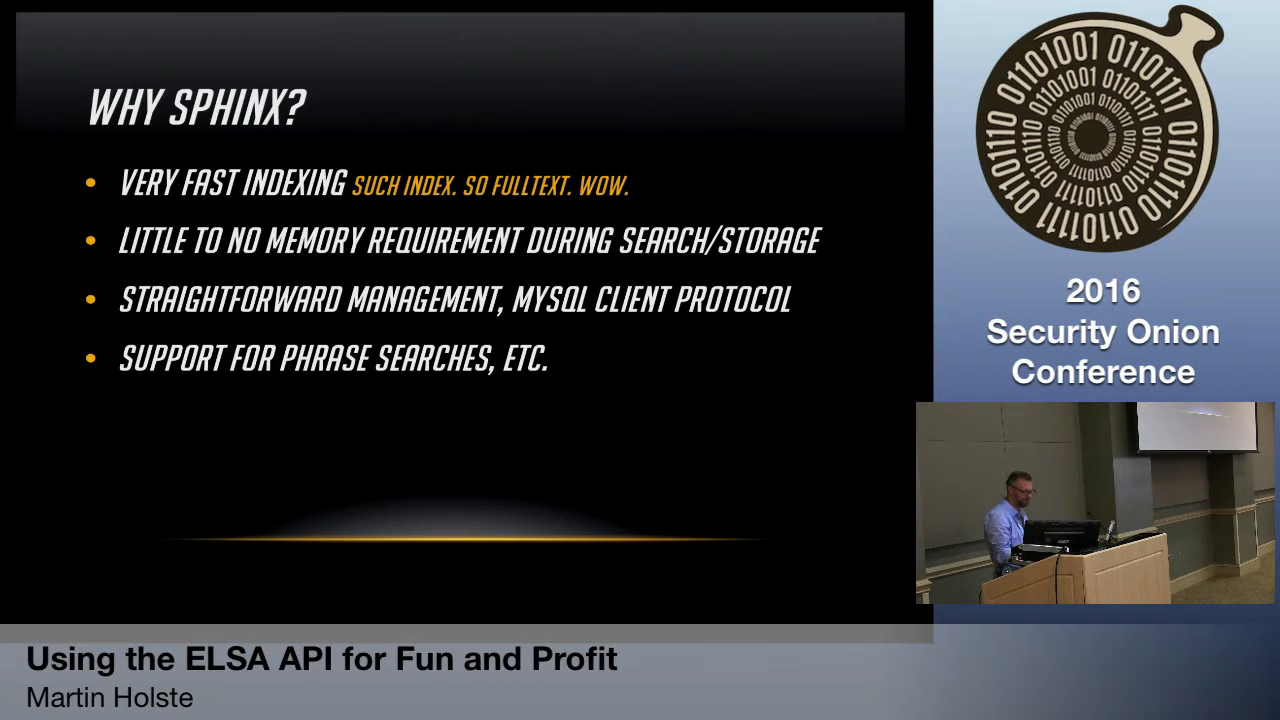 WHY SPHINX?
• VERY FAST INDEXING SUCH INDEX. SO FULLTEXT. WOW.
• LITTLE TO NO MEMORY REQUIREMENT DURING SEARCH/STORAGE
• STRAIGHTFORWARD MANAGEMENT, MYSQL CLIENT PROTOCOL
• SUPPORT FOR PHRASE SEARCHES, ETC.
2016
Security Onion
Conference
Using the ELSA API for Fun and Profit
Martin Holste